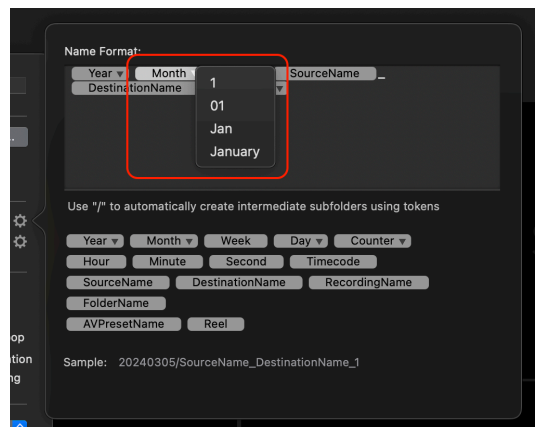 Name Format:
Year Month SourceName _
DestinationName
1
01
Jan
January
Use "/" to automatically create intermediate subfolders using tokens
Year Month Week Day Counter
Hour Minute Second Timecode
SourceName DestinationName RecordingName
FolderName
AVPresetName Reel
Sample: 20240305/SourceName_DestinationName_1
op
tion
ng